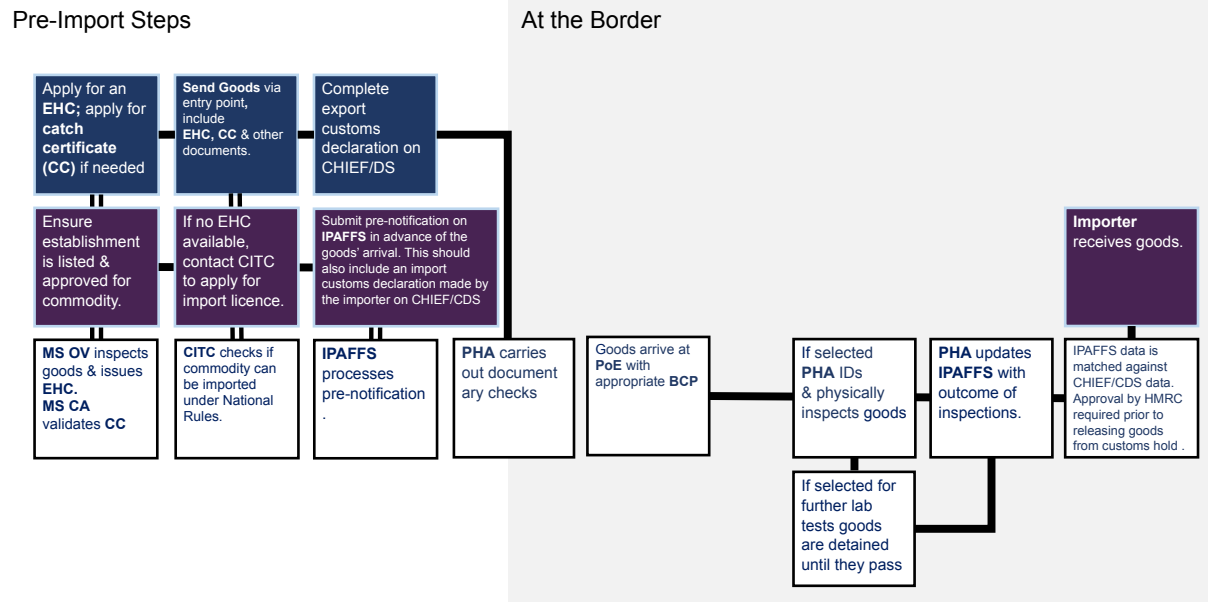 Pre-Import Steps
At the Border
Apply for an
EHC; apply for
catch
certificate
(CC) if needed
Send Goods via
entry point,
include
EHC, CC & other
documents.
Complete
export
customs
declaration on
CHIEF/DS
Ensure
establishment
is listed &
approved for
commodity.
If no EHC
available,
contact CITC
to apply for
import licence.
Submit pre-notification on
IPAFFS in advance of the
goods’ arrival. This should
also include an import
customs declaration made by
the importer on CHIEF/CDS
Importer
receives goods.
MS OV inspects
goods & issues
EHC.
MS CA
validates CC
CITC checks if
commodity can
be imported
under National
Rules.
IPAFFS
processes
pre-notification
.
PHA carries
out document
ary checks
Goods arrive at
PoE with
appropriate BCP
If selected
PHA IDs
& physically
inspects goods
PHA updates
IPAFFS with
outcome of
inspections.
IPAFFS data is
matched against
CHIEF/CDS data.
Approval by HMRC
required prior to
releasing goods
from customs hold .
If selected for
further lab
tests goods
are detained
until they pass